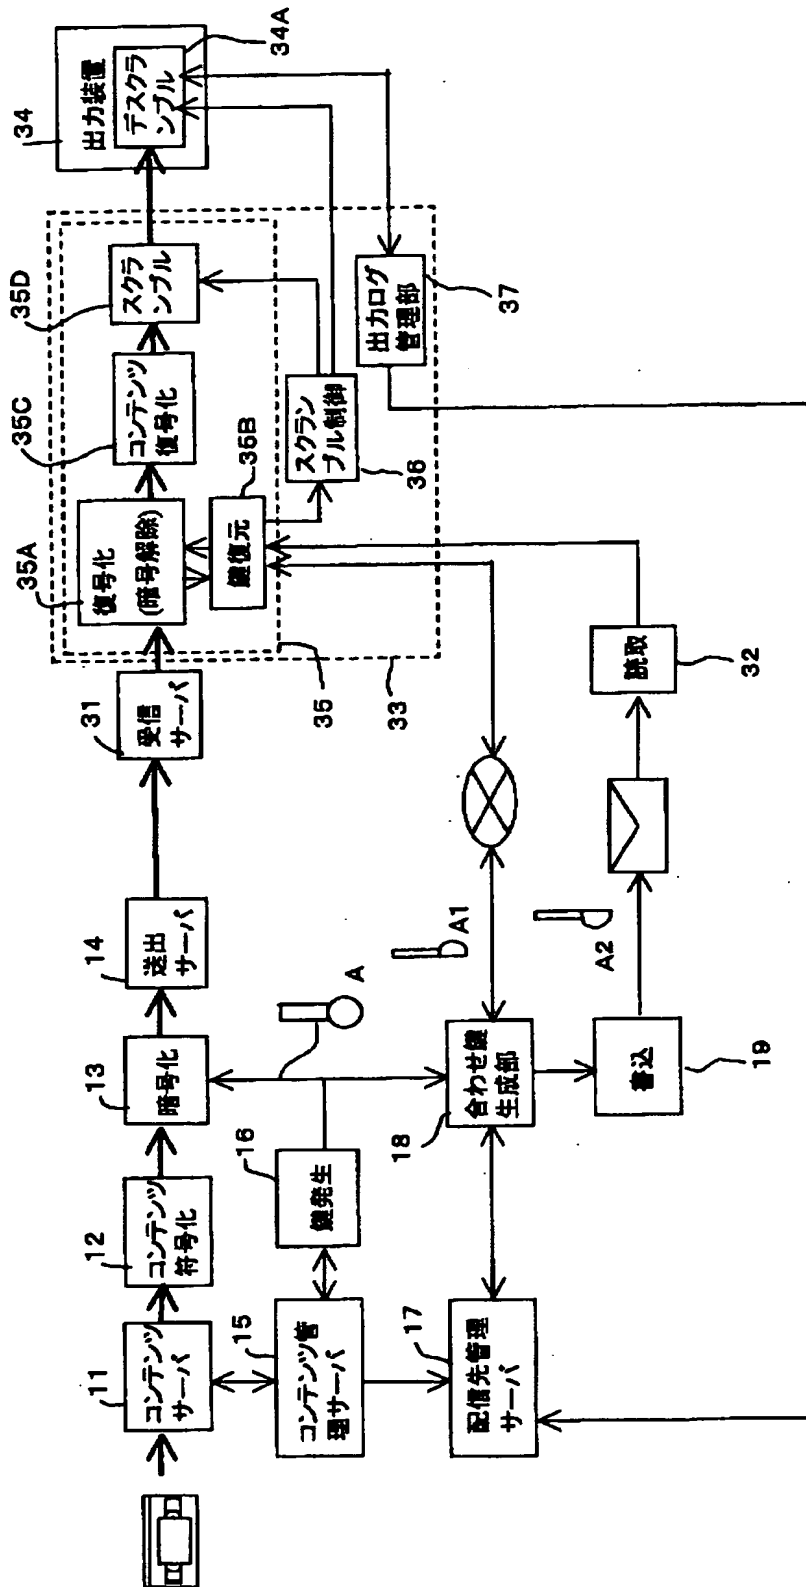 11
コンテンツ
サーバ
12
コンテンツ
符号化
13
暗号化
14
送出
サーバ
31
受信
サーバ
35A
復号化
(暗号解除)
35C
コンテンツ
復号化
35D
スクラ
ンブル
34
出力装置
デスクラ
ンブル
34A
15
コンテンツ管
理サーバ
16
鍵発生
A
35
33
35B
鍵復元
スクラン
ブル制御
36
出力ログ
管理部
37
17
配信先管理
サーバ
18
合わせ鍵
生成部
A1
A2
書込
19
読取
32